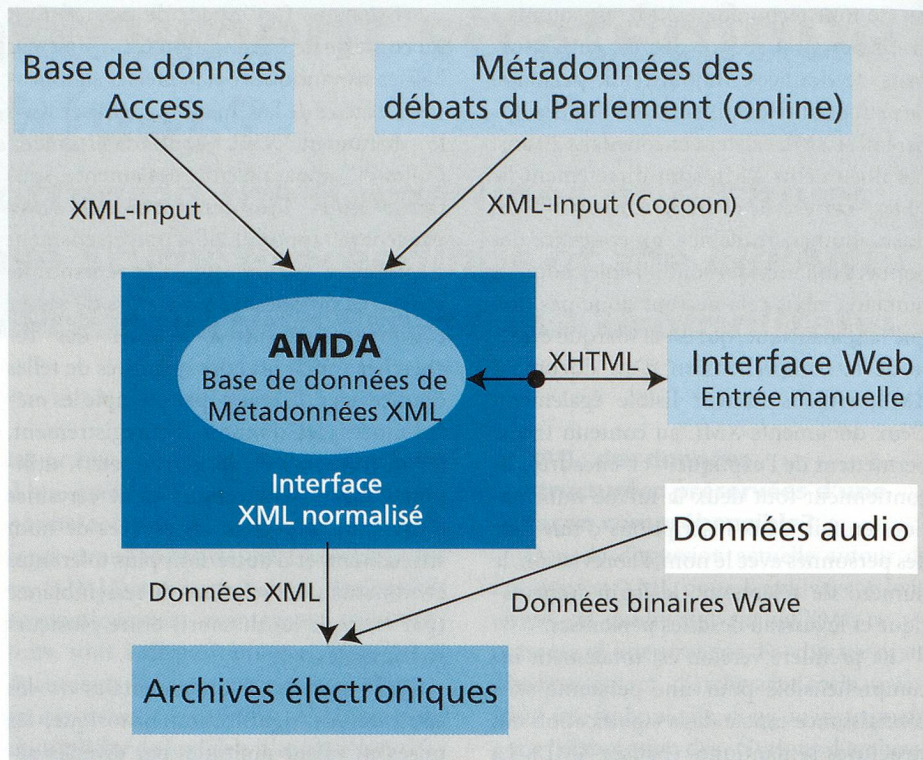 Base de données
Access
Métadonnées des
débats du Parlement (online)
XML-Input
XML-Input (Cocoon)
AMDA
Base de données de
Métadonnées XML
XHTML
Interface Web
Entrée manuelle
Interface
XML normalisé
Données audio
Données XML
Données binaires Wave
Archives électroniques